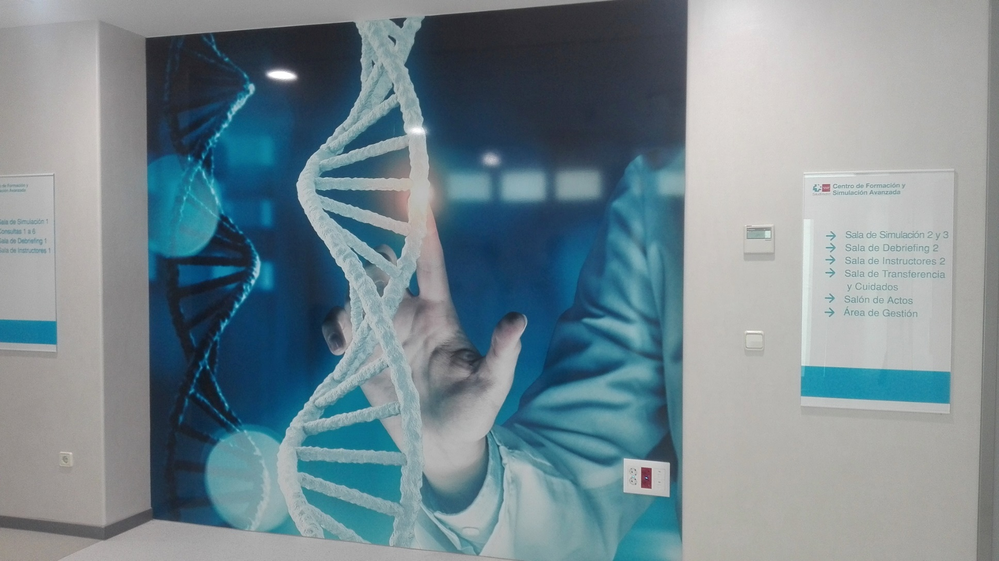 de Formación y
Avanzada
Sala de Simulación 1
Consultas 1 a 6
Sala de Debriefing 1
Sala de Instructores 1
SaludMadrid
Centro de Formación y
Simulación Avanzada
→ Sala de Simulación 2 y 3
→ Sala de Debriefing 2
→ Sala de Instructores 2
→ Sala de Transferencia
y Cuidados
→ Salón de Actos
→ Área de Gestión